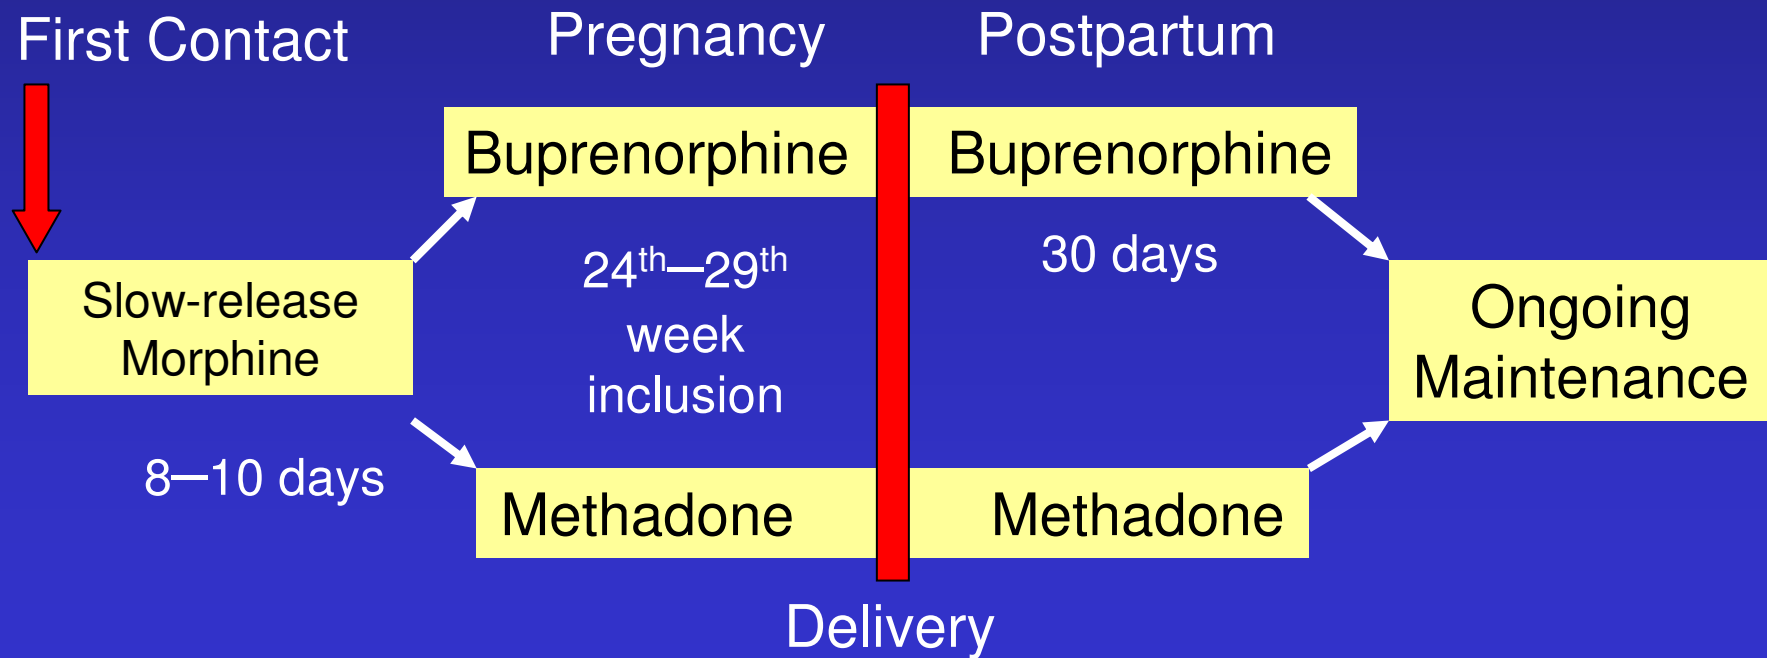 First Contact
Pregnancy
Postpartum
Buprenorphine
Buprenorphine
24th–29th
week
inclusion
30 days
Slow-release
Morphine
Ongoing
Maintenance
8–10 days
Methadone
Methadone
Delivery